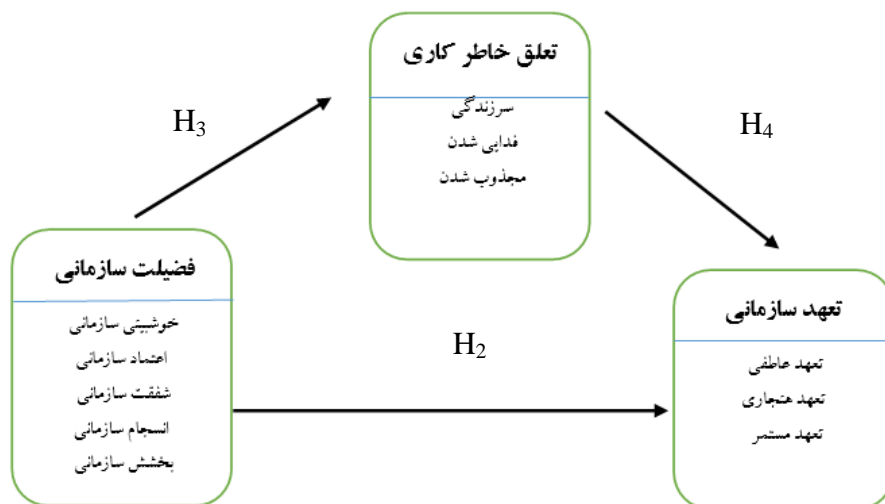 تعلق خاطر کاری
سرزندگی
فدایی شدن
مجذوب شدن
H₃
H₄
فضیلت سازمانی
خوشبینی سازمانی
اعتماد سازمانی
شفقت سازمانی
انسجام سازمانی
بخشش سازمانی
H₂
تعهد سازمانی
تعهد عاطفی
تعهد هنجاری
تعهد مستمر